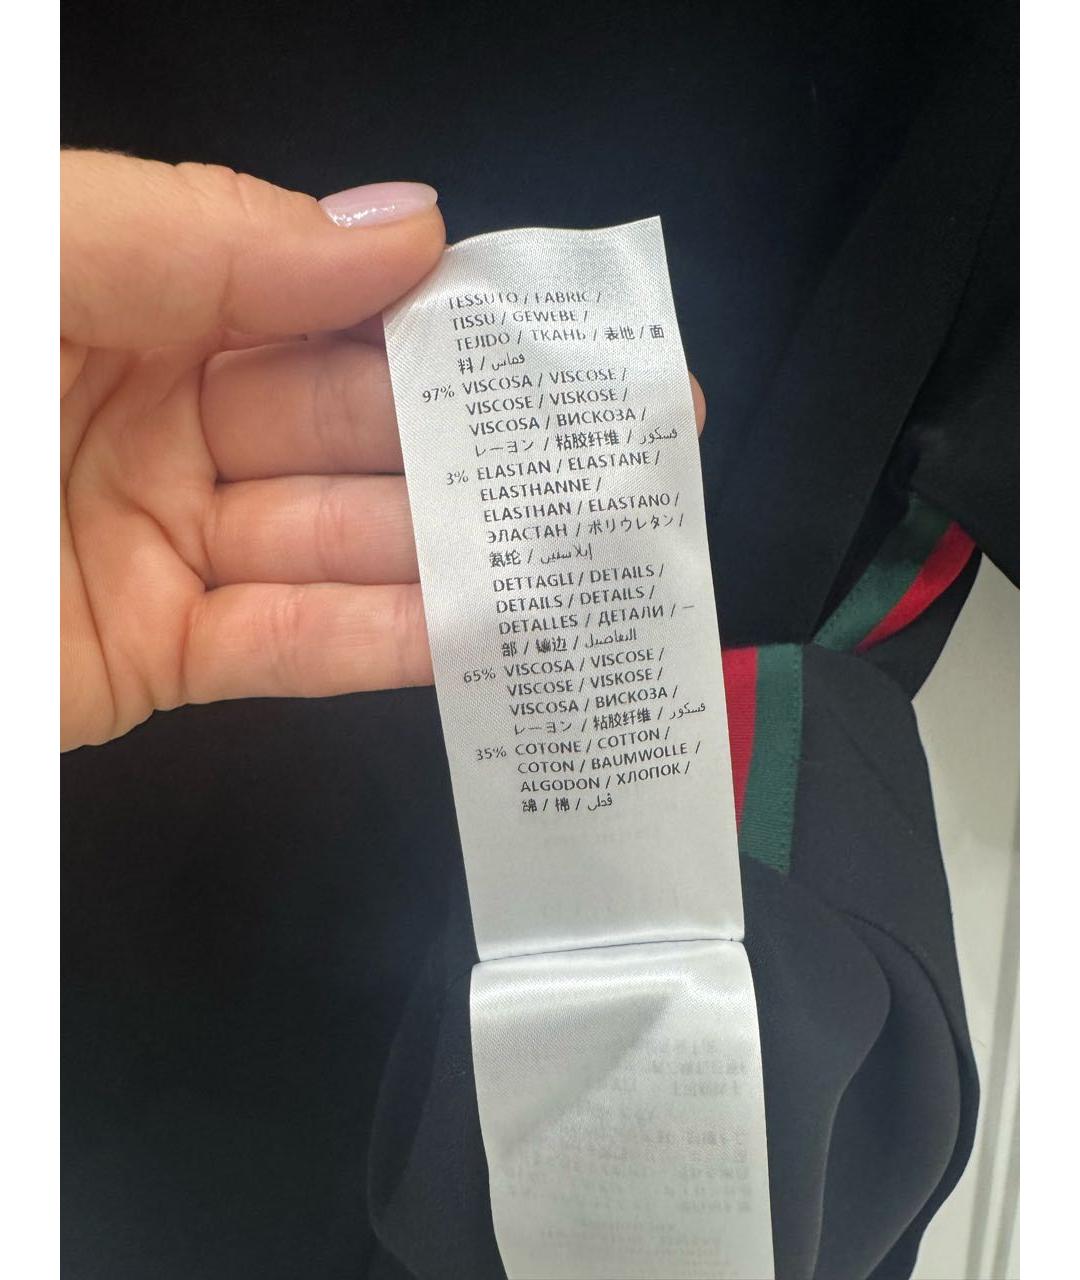 TESSUTO / FABRIC /
TISSU / GEWEBE /
TEJIDO / ТКАНЬ / 表地 / 面
料 / قماش
97% VISCOSA / VISCOSE /
VISCOSE / VISKOSE /
VISCOSA / ВИСКОЗА /
レーヨン / 粘胶纤维 / فسكوز
3% ELASTAN / ELASTANE /
ELASTHANNE /
ELASTHAN / ELASTANO /
ЭЛАСТАН / ポリウレタン /
氨纶 / إيلاستين
DETTAGLI / DETAILS /
DETAILS / DETAILS /
DETALLES / ДЕТАЛИ / 一
部 / 镶边 / التفاصيل
65% VISCOSA / VISCOSE /
VISCOSE / VISKOSE /
VISCOSA / ВИСКОЗА /
レーヨン / 粘胶纤维 / فسكوز
35% COTONE / COTTON /
COTON / BAUMWOLLE /
ALGODON / ХЛОПОК /
綿 / 棉 / قطن